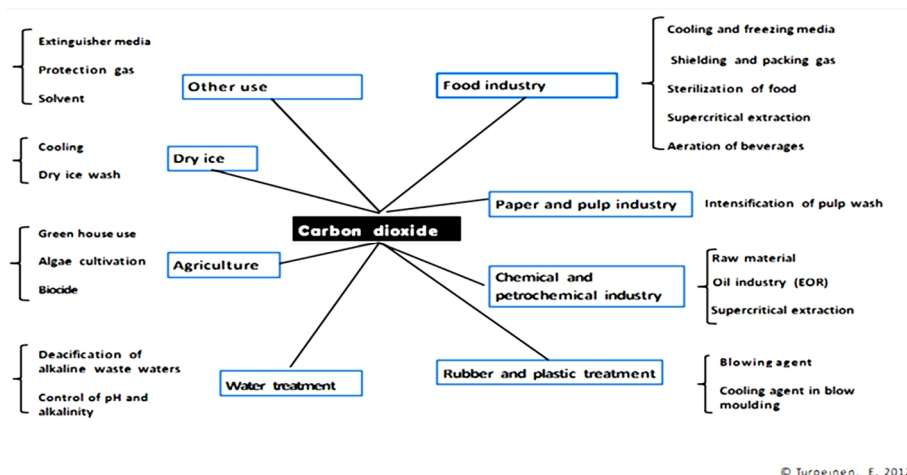 Extinguisher media
Protection gas
Solvent
Other use
Food industry
Cooling and freezing media
Shielding and packing gas
Sterilization of food
Supercritical extraction
Aeration of beverages
Cooling
Dry ice wash
Dry ice
Paper and pulp industry
Intensification of pulp wash
Carbon dioxide
Green house use
Algae cultivation
Biocide
Agriculture
Chemical and
petrochemical industry
Raw material
Oil industry (EOR)
Supercritical extraction
Deacification of
alkaline waste waters
Control of pH and
alkalinity
Water treatment
Rubber and plastic treatment
Blowing agent
Cooling agent in blow
moulding
© Turpeinen, E. 2012